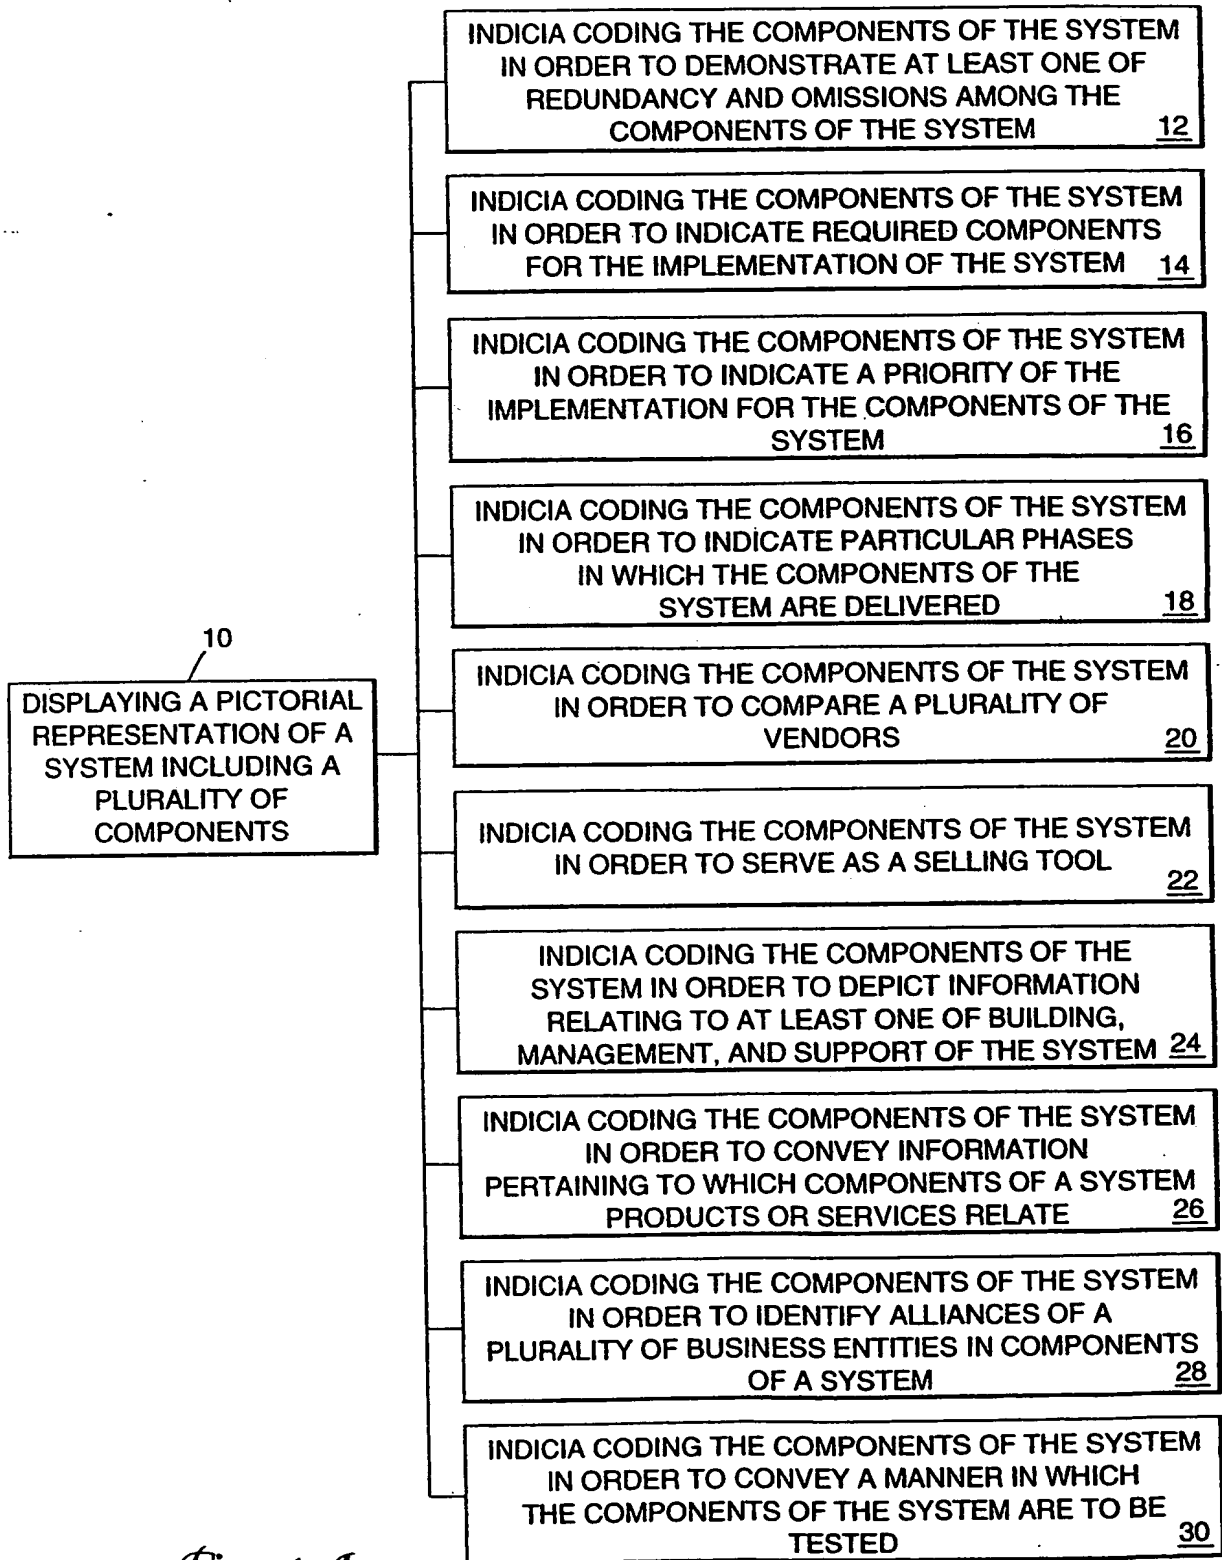 INDICIA CODING THE COMPONENTS OF THE SYSTEM
IN ORDER TO DEMONSTRATE AT LEAST ONE OF
REDUNDANCY AND OMISSIONS AMONG THE
COMPONENTS OF THE SYSTEM 12
INDICIA CODING THE COMPONENTS OF THE SYSTEM
IN ORDER TO INDICATE REQUIRED COMPONENTS
FOR THE IMPLEMENTATION OF THE SYSTEM 14
INDICIA CODING THE COMPONENTS OF THE SYSTEM
IN ORDER TO INDICATE A PRIORITY OF THE
IMPLEMENTATION FOR THE COMPONENTS OF THE
SYSTEM 16
INDICIA CODING THE COMPONENTS OF THE SYSTEM
IN ORDER TO INDICATE PARTICULAR PHASES
IN WHICH THE COMPONENTS OF THE
SYSTEM ARE DELIVERED 18
10
DISPLAYING A PICTORIAL
REPRESENTATION OF A
SYSTEM INCLUDING A
PLURALITY OF
COMPONENTS
INDICIA CODING THE COMPONENTS OF THE SYSTEM
IN ORDER TO COMPARE A PLURALITY OF
VENDORS 20
INDICIA CODING THE COMPONENTS OF THE SYSTEM
IN ORDER TO SERVE AS A SELLING TOOL
22
INDICIA CODING THE COMPONENTS OF THE
SYSTEM IN ORDER TO DEPICT INFORMATION
RELATING TO AT LEAST ONE OF BUILDING,
MANAGEMENT, AND SUPPORT OF THE SYSTEM 24
INDICIA CODING THE COMPONENTS OF THE SYSTEM
IN ORDER TO CONVEY INFORMATION
PERTAINING TO WHICH COMPONENTS OF A SYSTEM
PRODUCTS OR SERVICES RELATE 26
INDICIA CODING THE COMPONENTS OF THE SYSTEM
IN ORDER TO IDENTIFY ALLIANCES OF A
PLURALITY OF BUSINESS ENTITIES IN COMPONENTS
OF A SYSTEM 28
INDICIA CODING THE COMPONENTS OF THE SYSTEM
IN ORDER TO CONVEY A MANNER IN WHICH
THE COMPONENTS OF THE SYSTEM ARE TO BE
TESTED 30